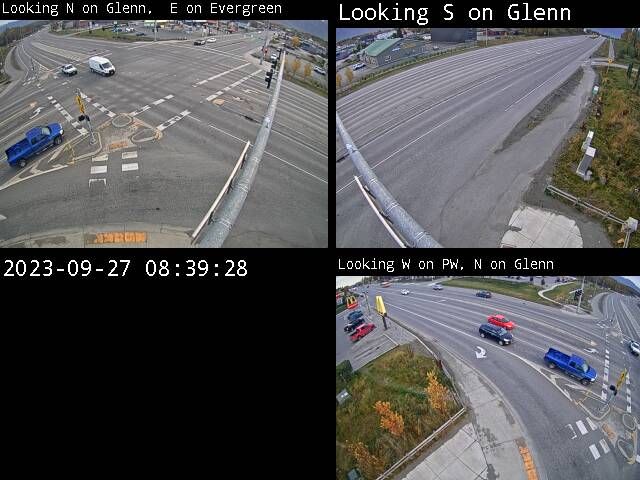 Looking N on Glenn, E on Evergreen
Looking S on Glenn
2023-09-27 08:39:28
Looking W on PW, N on Glenn